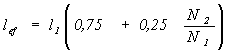 l_ef = l_1 ( 0,75 + 0,25 N_2 / N_1 )